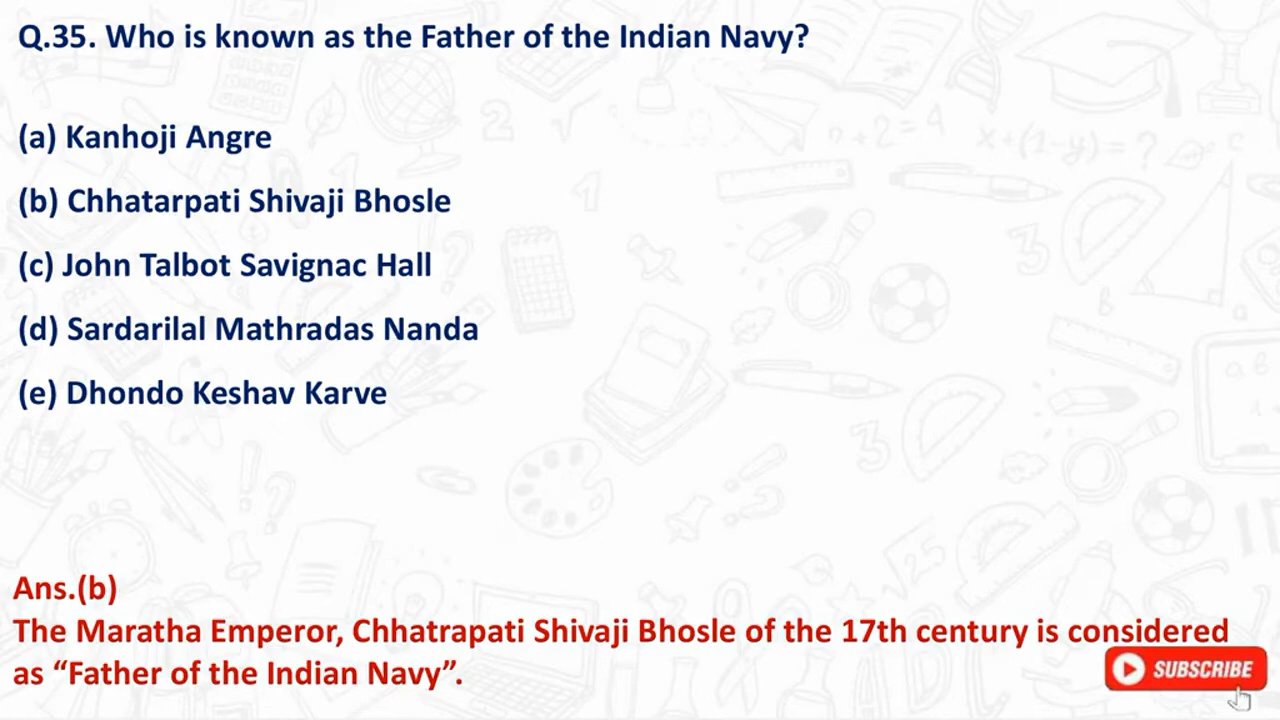 Q.35. Who is known as the Father of the Indian Navy?
(a) Kanhoji Angre
(b) Chhatarpati Shivaji Bhosle
(c) John Talbot Savignac Hall
(d) Sardarilal Mathradas Nanda
(e) Dhondo Keshav Karve
Ans.(b)
The Maratha Emperor, Chhatrapati Shivaji Bhosle of the 17th century is considered
as “Father of the Indian Navy”.
SUBSCRIBE